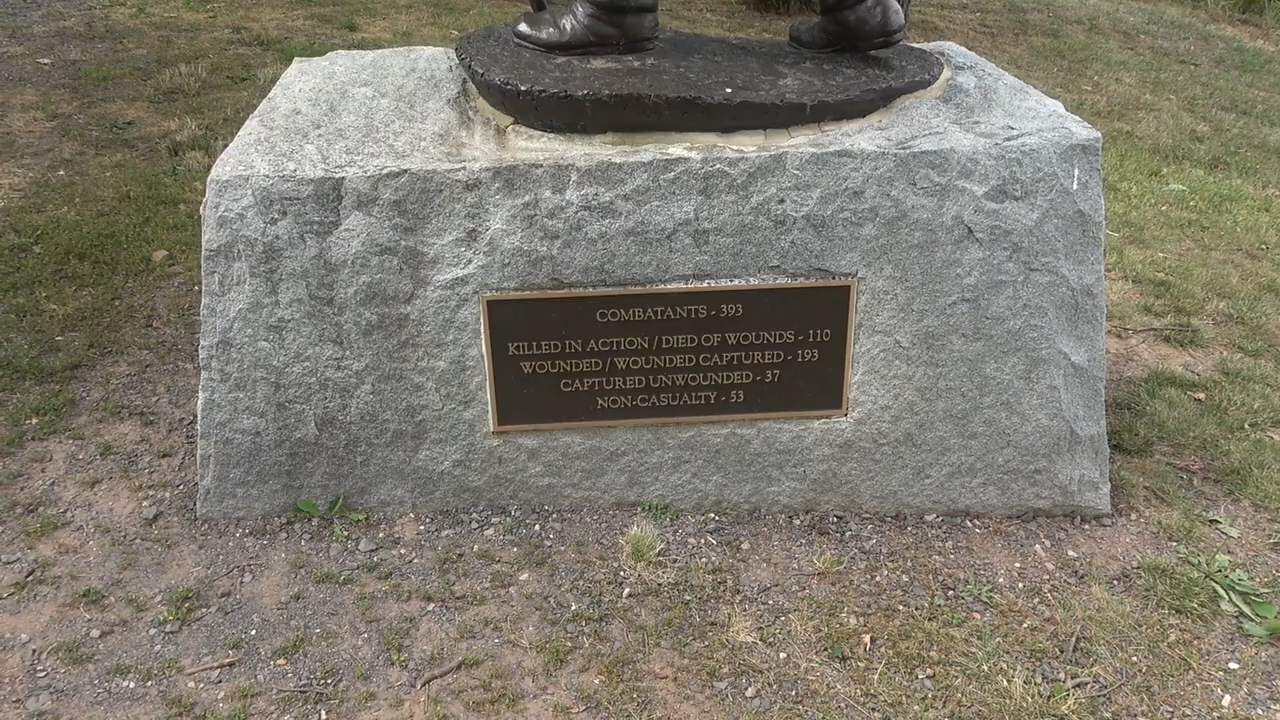 COMBATANTS - 393
KILLED IN ACTION / DIED OF WOUNDS - 110
WOUNDED / WOUNDED CAPTURED - 193
CAPTURED UNWOUNDED - 37
NON-CASUALTY - 53